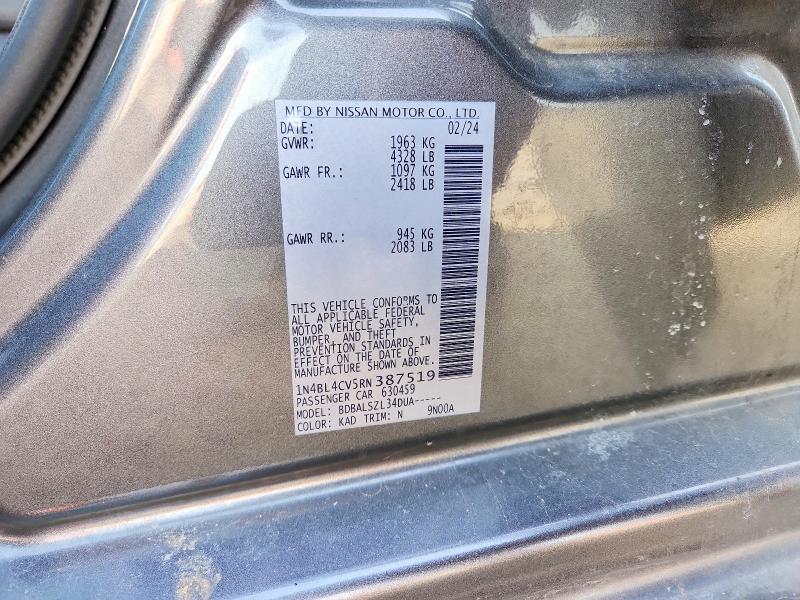 MFD BY NISSAN MOTOR CO., LTD.
DATE: 02/24
GVWR: 1963 KG
4328 LB
GAWR FR.: 1097 KG
2418 LB
GAWR RR.: 945 KG
2083 LB
THIS VEHICLE CONFORMS TO
ALL APPLICABLE FEDERAL
MOTOR VEHICLE SAFETY,
BUMPER, AND THEFT
PREVENTION STANDARDS IN
EFFECT ON THE DATE OF
MANUFACTURE SHOWN ABOVE.
1N4BL4CV5RN387519
PASSENGER CAR 630459
MODEL: BDBALSZL34DUA-----
COLOR: KAD TRIM: N 9N00A